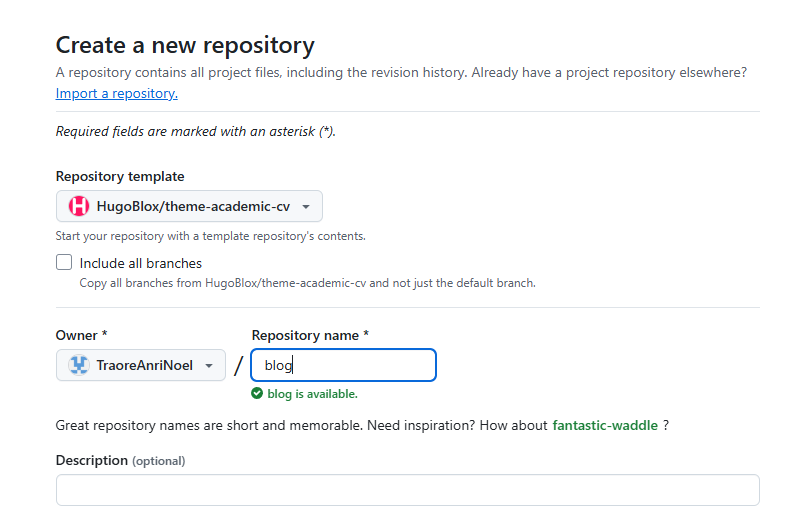 Create a new repository
A repository contains all project files, including the revision history. Already have a project repository elsewhere?
Import a repository.
Required fields are marked with an asterisk (*).
Repository template
HugoBlox/theme-academic-cv
Start your repository with a template repository's contents.
Include all branches
Copy all branches from HugoBlox/theme-academic-cv and not just the default branch.
Owner * Repository name *
TraoreAnriNoel / blog
blog is available.
Great repository names are short and memorable. Need inspiration? How about fantastic-waddle ?
Description (optional)